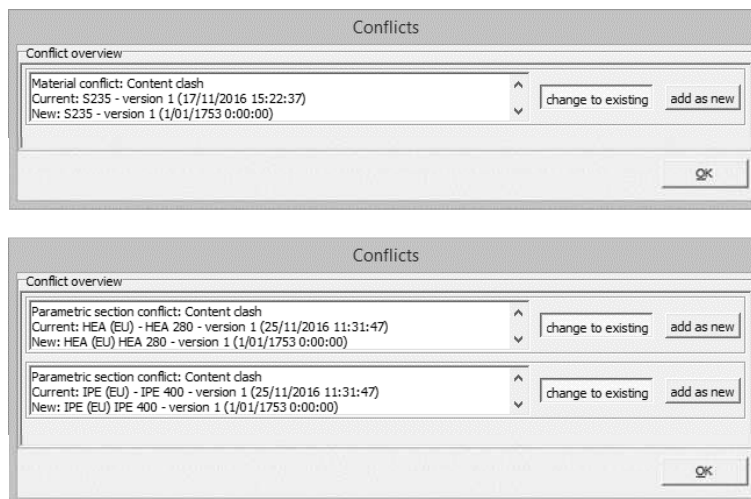 Conflicts
Conflict overview
Material conflict: Content clash
Current: S235 - version 1 (17/11/2016 15:22:37)
New: S235 - version 1 (1/01/1753 0:00:00)
change to existing
add as new
OK
Conflicts
Conflict overview
Parametric section conflict: Content clash
Current: HEA (EU) - HEA 280 - version 1 (25/11/2016 11:31:47)
New: HEA (EU) HEA 280 - version 1 (1/01/1753 0:00:00)
change to existing
add as new
Parametric section conflict: Content clash
Current: IPE (EU) - IPE 400 - version 1 (25/11/2016 11:31:47)
New: IPE (EU) IPE 400 - version 1 (1/01/1753 0:00:00)
change to existing
add as new
OK